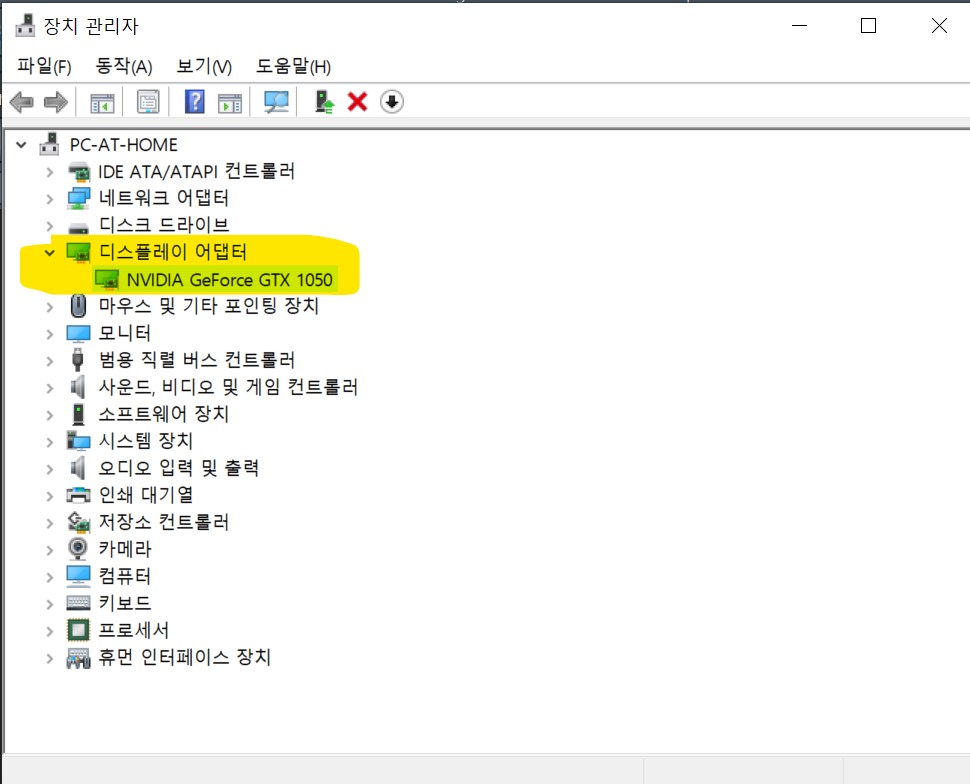 장치 관리자
파일(F) 동작(A) 보기(V) 도움말(H)
PC-AT-HOME
IDE ATA/ATAPI 컨트롤러
네트워크 어댑터
디스크 드라이브
디스플레이 어댑터
NVIDIA GeForce GTX 1050
마우스 및 기타 포인팅 장치
모니터
범용 직렬 버스 컨트롤러
사운드, 비디오 및 게임 컨트롤러
소프트웨어 장치
시스템 장치
오디오 입력 및 출력
인쇄 대기열
저장소 컨트롤러
카메라
컴퓨터
키보드
프로세서
휴먼 인터페이스 장치